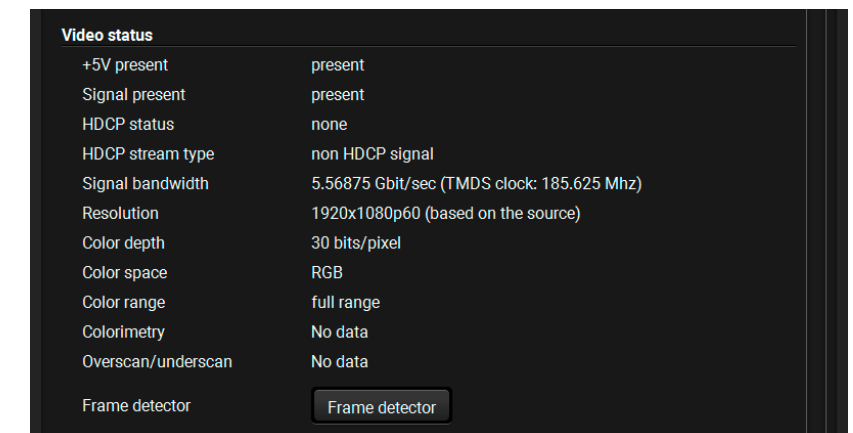 Video status
+5V present present
Signal present present
HDCP status none
HDCP stream type non HDCP signal
Signal bandwidth 5.56875 Gbit/sec (TMDS clock: 185.625 Mhz)
Resolution 1920x1080p60 (based on the source)
Color depth 30 bits/pixel
Color space RGB
Color range full range
Colorimetry No data
Overscan/underscan No data
Frame detector Frame detector